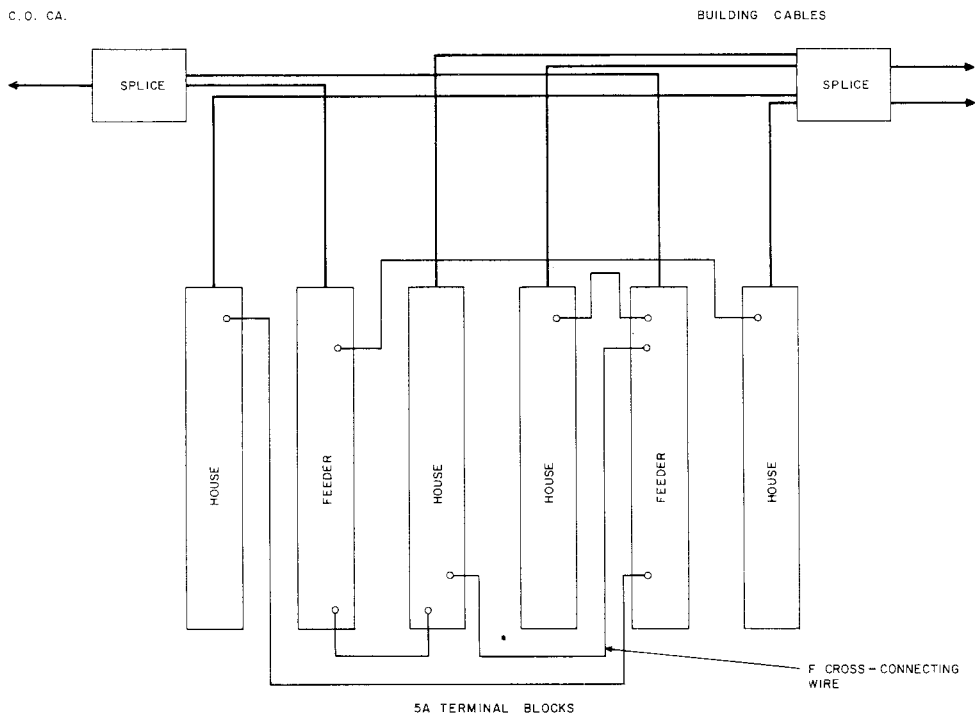 C.O. CA.
BUILDING CABLES
SPLICE
SPLICE
HOUSE
FEEDER
HOUSE
HOUSE
FEEDER
HOUSE
F CROSS-CONNECTING
WIRE
5A TERMINAL BLOCKS